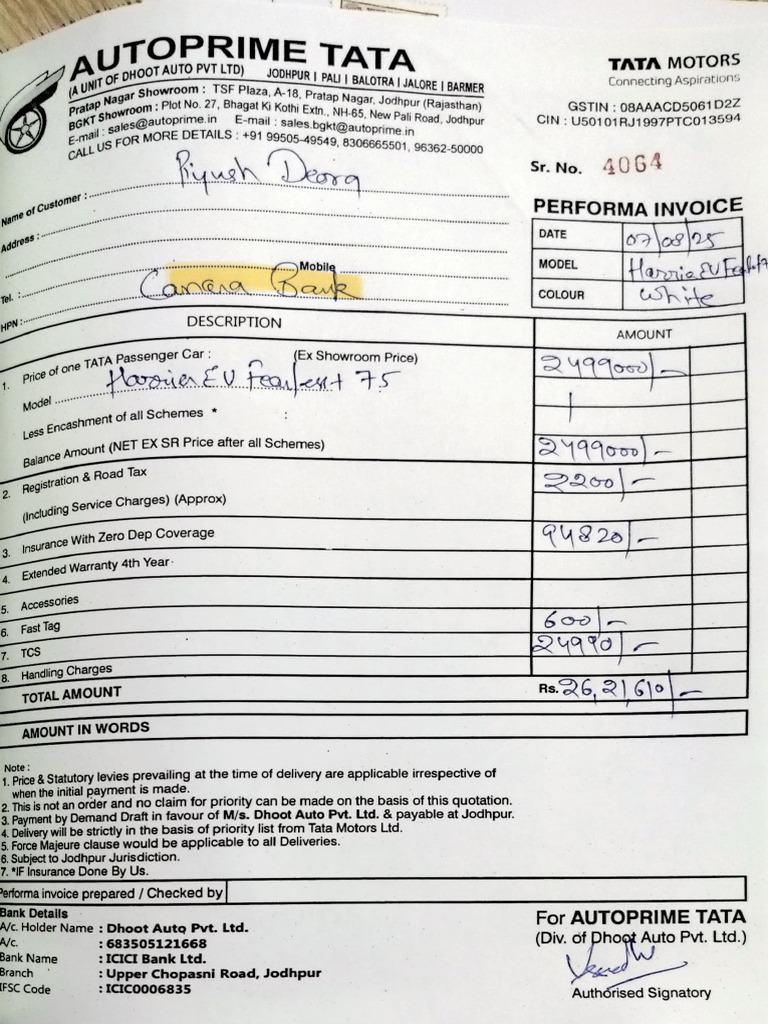 AUTOPRIME TATA
(A UNIT OF DHOOT AUTO PVT LTD) JODHPUR | PALI | BALOTRA | JALORE | BARMER
Pratap Nagar Showroom : TSF Plaza, A-18, Pratap Nagar, Jodhpur (Rajasthan)
BGKT Showroom : Plot No. 27, Bhagat Ki Kothi Extn., NH-65, New Pali Road, Jodhpur
E-mail : sales@autoprime.in E-mail : sales.bgkt@autoprime.in
CALL US FOR MORE DETAILS : +91 99505-49549, 8306665501, 96362-50000
TATA MOTORS
Connecting Aspirations
GSTIN : 08AAACD5061D2Z
CIN : U50101RJ1997PTC013594
Sr. No. 4064
Name of Customer : Piyush Deora
Address :
Tel. : Mobile
HPN : Canara Bank
PERFORMA INVOICE
DATE 07/08/25
MODEL Harrier EV
COLOUR White
DESCRIPTION AMOUNT
1. Price of one TATA Passenger Car : (Ex Showroom Price) 2499000/-
Model Harrier EV Fearless+ 75
Less Encashment of all Schemes * :
Balance Amount (NET EX SR Price after all Schemes) 2499000/-
2. Registration & Road Tax 2200/-
(Including Service Charges) (Approx)
3. Insurance With Zero Dep Coverage 94820/-
4. Extended Warranty 4th Year
5. Accessories
6. Fast Tag 600/-
7. TCS 24990/-
8. Handling Charges
TOTAL AMOUNT Rs. 26,21,610/-
AMOUNT IN WORDS
Note :
1. Price & Statutory levies prevailing at the time of delivery are applicable irrespective of
when the initial payment is made.
2. This is not an order and no claim for priority can be made on the basis of this quotation.
3. Payment by Demand Draft in favour of M/s. Dhoot Auto Pvt. Ltd. & payable at Jodhpur.
4. Delivery will be strictly in the basis of priority list from Tata Motors Ltd.
5. Force Majeure clause would be applicable to all Deliveries.
6. Subject to Jodhpur Jurisdiction.
7. *IF Insurance Done By Us.
Performa invoice prepared / Checked by
Bank Details
A/c. Holder Name : Dhoot Auto Pvt. Ltd.
A/c. : 683505121668
Bank Name : ICICI Bank Ltd.
Branch : Upper Chopasni Road, Jodhpur
IFSC Code : ICIC0006835
For AUTOPRIME TATA
(Div. of Dhoot Auto Pvt. Ltd.)
Authorised Signatory